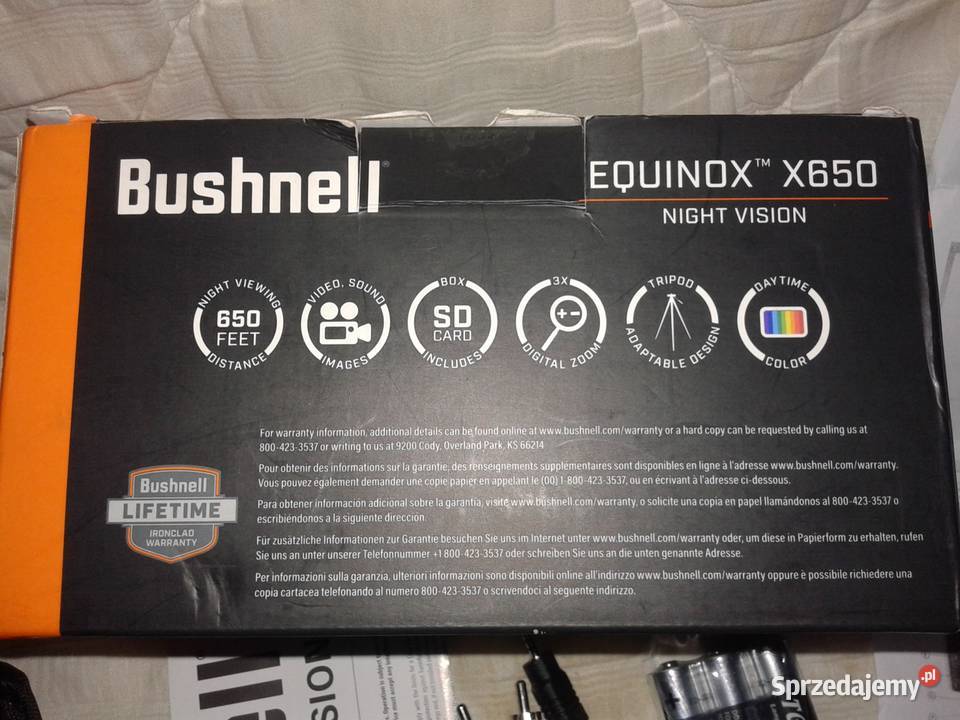 Bushnell®
EQUINOX™ X650
NIGHT VISION
NIGHT VIEWING
650
FEET
DISTANCE
VIDEO, SOUND
IMAGES
BOX
SD
CARD
INCLUDES
3X
DIGITAL ZOOM
TRIPOD
ADAPTABLE DESIGN
DAYTIME
COLOR
For warranty information, additional details can be found online at www.bushnell.com/warranty or a hard copy can be requested by calling us at
800-423-3537 or writing to us at 9200 Cody, Overland Park, KS 66214
Pour obtenir des informations sur la garantie, des renseignements supplémentaires sont disponibles en ligne à l'adresse www.bushnell.com/warranty.
Vous pouvez également demander une copie papier en appelant le (00) 1-800-423-3537, ou en écrivant à l'adresse ci-dessous.
Para obtener información adicional sobre la garantía, visite www.bushnell.com/warranty, o solicite una copia en papel llamándonos al 800-423-3537 o
escribiéndonos a la siguiente dirección.
Für zusätzliche Informationen zur Garantie besuchen Sie uns im Internet unter www.bushnell.com/warranty oder, um diese in Papierform zu erhalten, rufen
Sie uns an unter unserer Telefonnummer +1 800-423-3537 oder schreiben Sie uns an die unten genannte Adresse.
Per informazioni sulla garanzia, ulteriori informazioni sono disponibili online all'indirizzo www.bushnell.com/warranty oppure è possibile richiedere una
copia cartacea telefonando al numero 800-423-3537 o scrivendoci al seguente indirizzo.
Bushnell
LIFETIME
IRONCLAD
WARRANTY
Sprzedajemy.pl